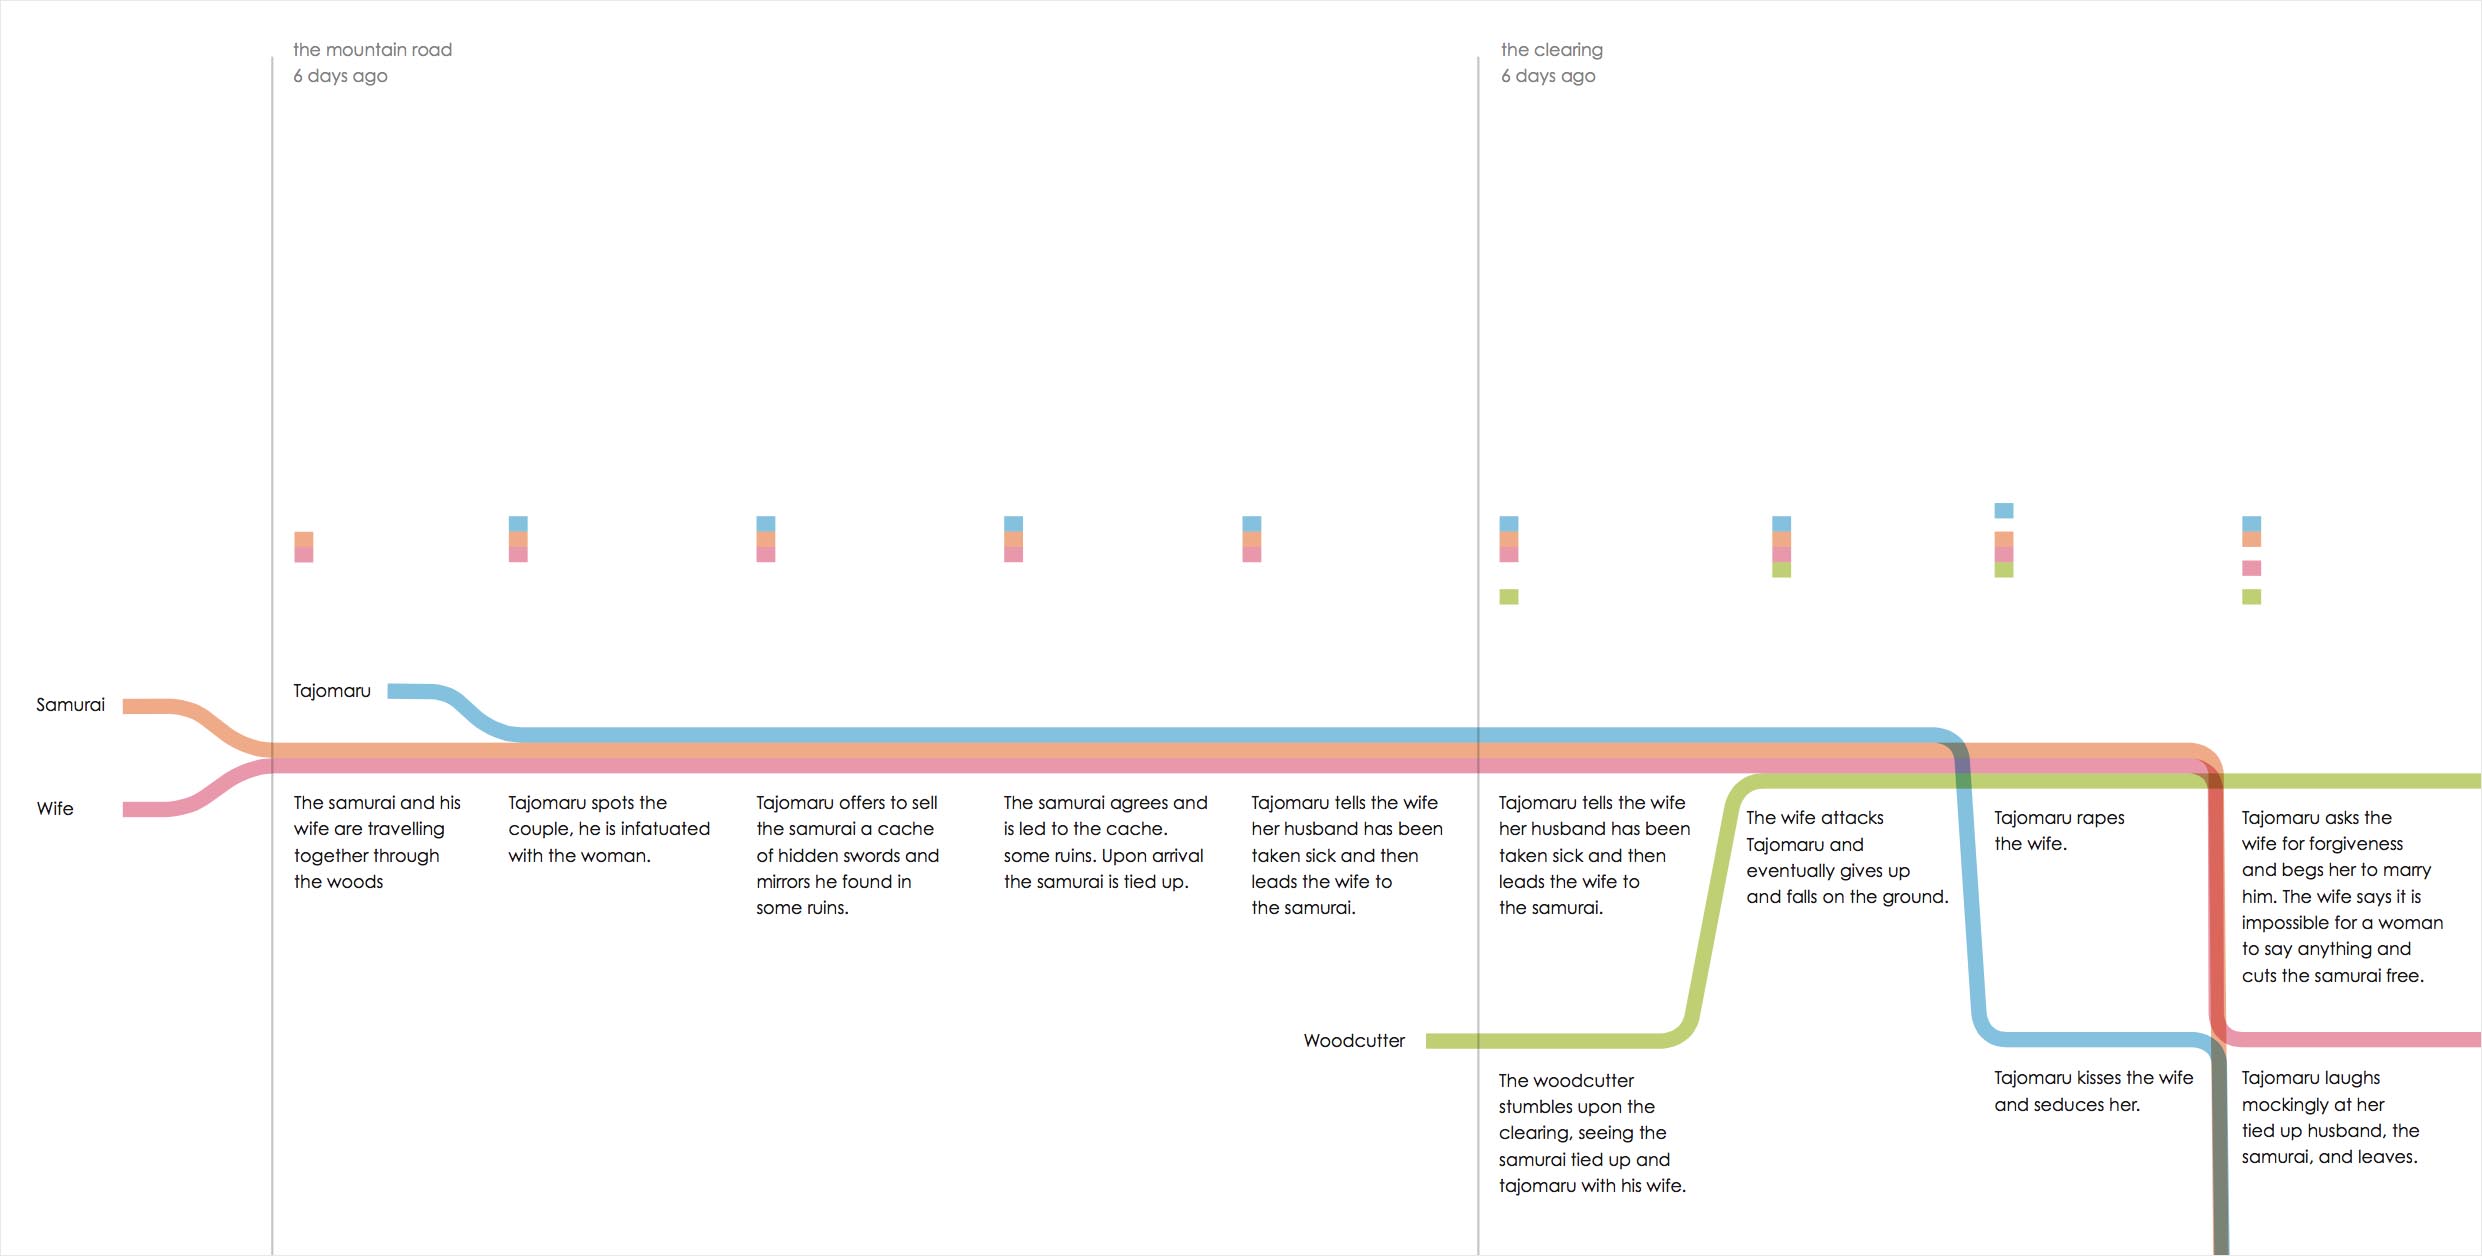 the mountain road
6 days ago
the clearing
6 days ago
Samurai
Tajomaru
Wife
The samurai and his
wife are travelling
together through
the woods
Tajomaru spots the
couple, he is infatuated
with the woman.
Tajomaru offers to sell
the samurai a cache
of hidden swords and
mirrors he found in
some ruins.
The samurai agrees and
is led to the cache.
some ruins. Upon arrival
the samurai is tied up.
Tajomaru tells the wife
her husband has been
taken sick and then
leads the wife to
the samurai.
Tajomaru tells the wife
her husband has been
taken sick and then
leads the wife to
the samurai.
The wife attacks
Tajomaru and
eventually gives up
and falls on the ground.
Tajomaru rapes
the wife.
Tajomaru asks the
wife for forgiveness
and begs her to marry
him. The wife says it is
impossible for a woman
to say anything and
cuts the samurai free.
Woodcutter
The woodcutter
stumbles upon the
clearing, seeing the
samurai tied up and
tajomaru with his wife.
Tajomaru kisses the wife
and seduces her.
Tajomaru laughs
mockingly at her
tied up husband, the
samurai, and leaves.